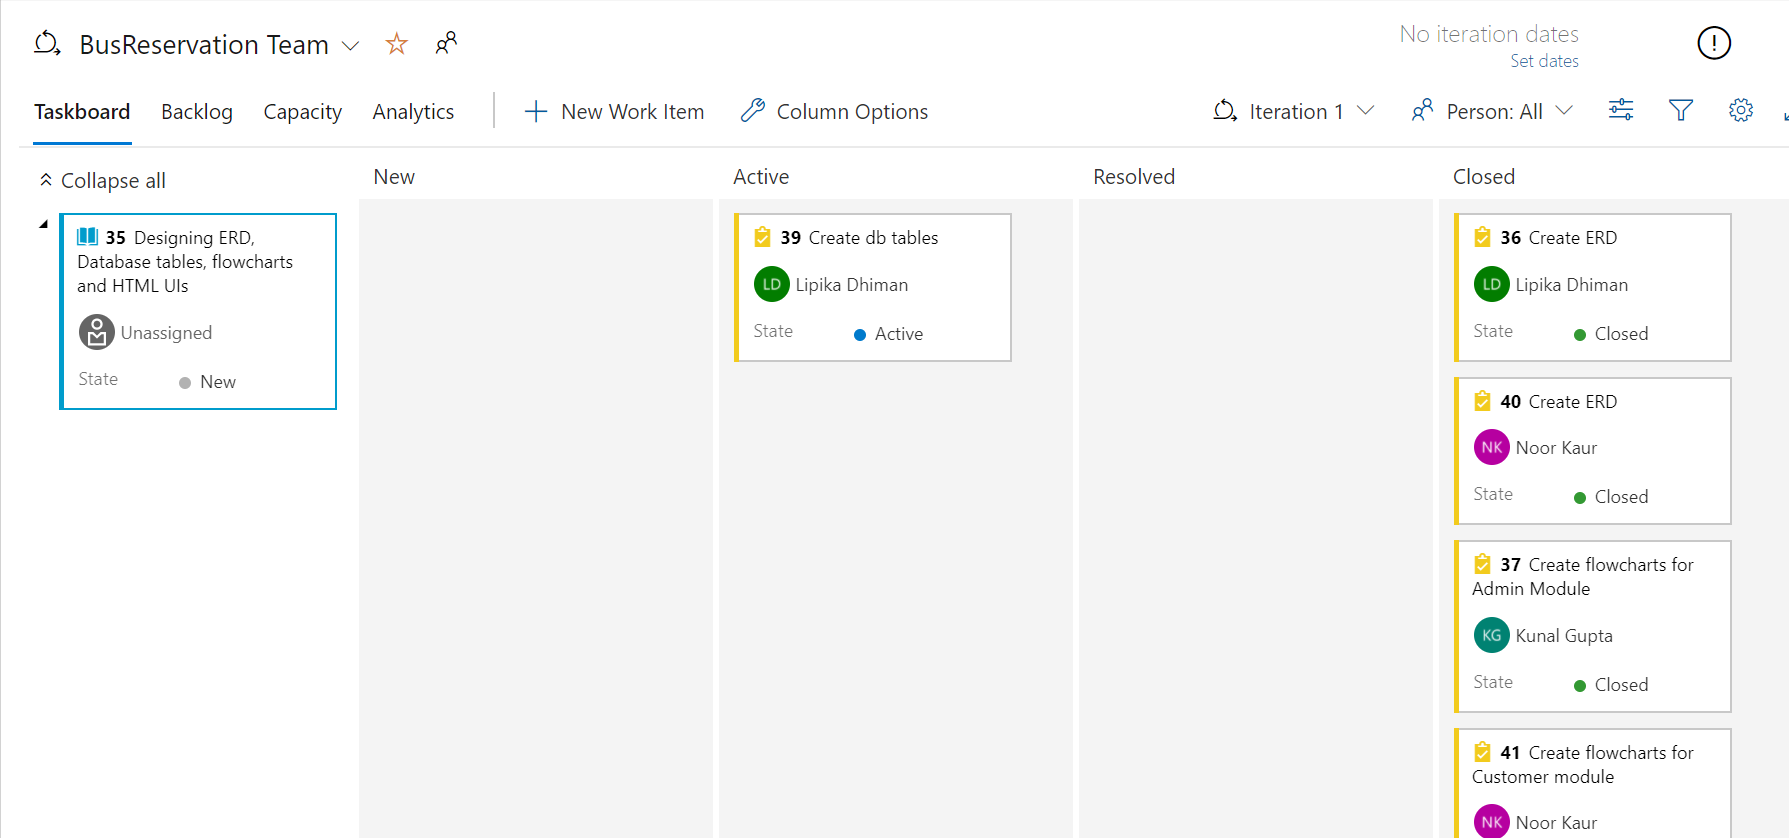 BusReservation Team
No iteration dates
Set dates
Taskboard
Backlog
Capacity
Analytics
New Work Item
Column Options
Iteration 1
Person: All
Collapse all
New
Active
Resolved
Closed
35 Designing ERD,
Database tables, flowcharts
and HTML UIs
Unassigned
State
New
39 Create db tables
LD
Lipika Dhiman
State
Active
36 Create ERD
LD
Lipika Dhiman
State
Closed
40 Create ERD
NK
Noor Kaur
State
Closed
37 Create flowcharts for
Admin Module
KG
Kunal Gupta
State
Closed
41 Create flowcharts for
Customer module
NK
Noor Kaur